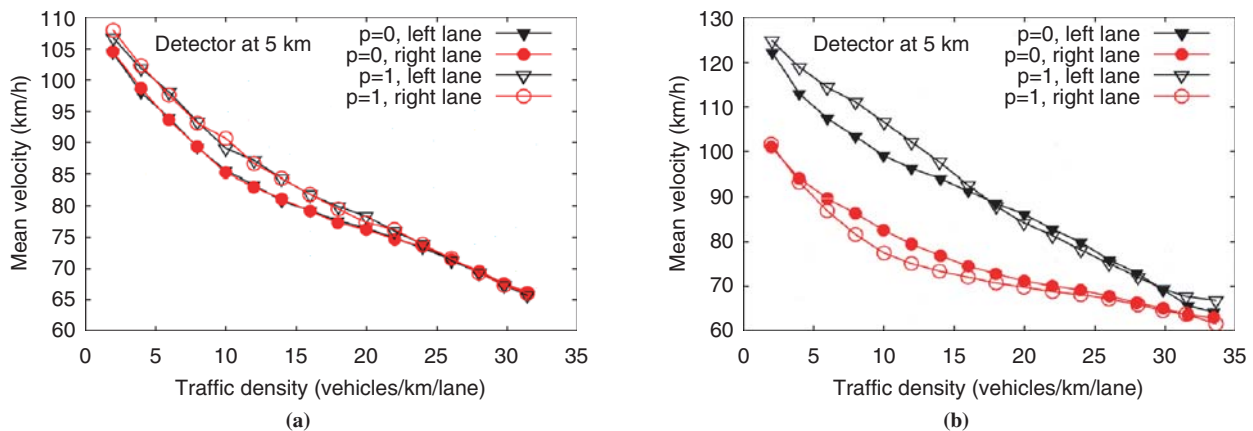 110
105
100
95
90
85
80
75
70
65
60
Mean velocity (km/h)
Detector at 5 km
p=0, left lane
p=0, right lane
p=1, left lane
p=1, right lane
0 5 10 15 20 25 30 35
Traffic density (vehicles/km/lane)
(a)
130
120
110
100
90
80
70
60
Mean velocity (km/h)
Detector at 5 km
p=0, left lane
p=0, right lane
p=1, left lane
p=1, right lane
0 5 10 15 20 25 30 35
Traffic density (vehicles/km/lane)
(b)